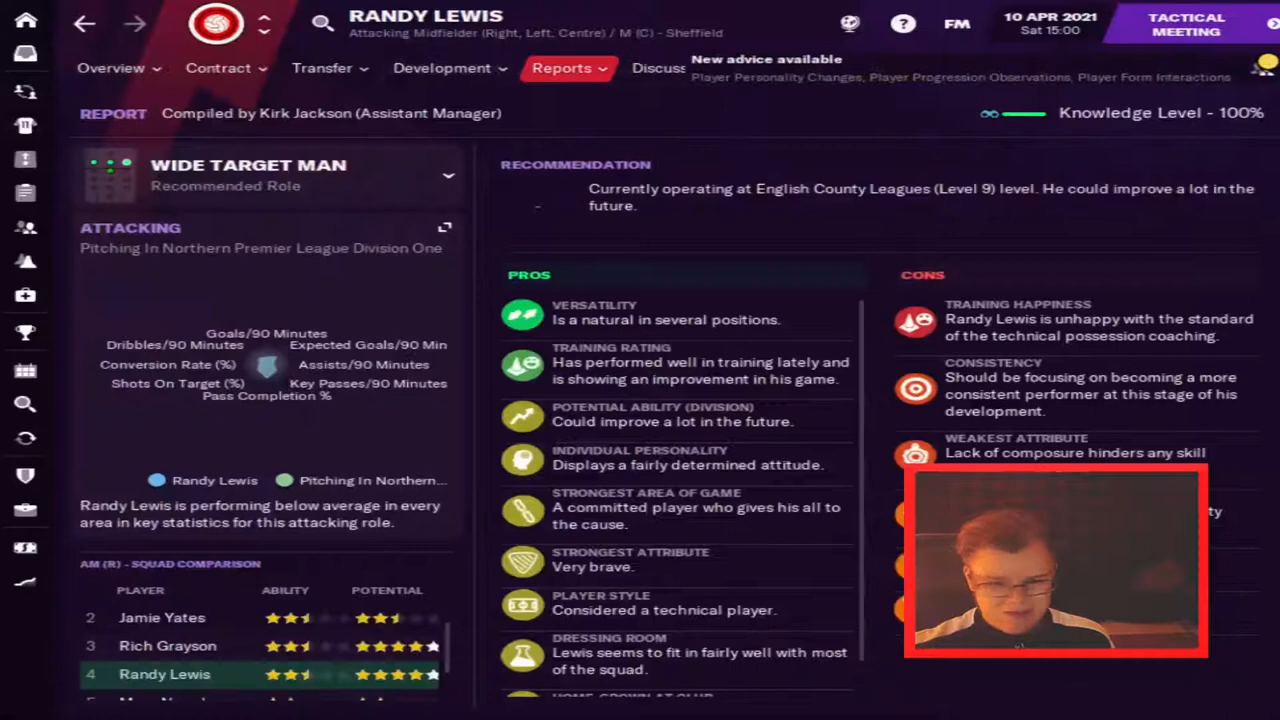 RANDY LEWIS
Attacking Midfielder (Right, Left, Centre) / M (C) - Sheffield
?
FM
10 APR 2021
Sat 15:00
TACTICAL
MEETING
Overview
Contract
Transfer
Development
Reports
Discuss
New advice available
Player Personality Changes, Player Progression Observations, Player Form Interactions
REPORT Compiled by Kirk Jackson (Assistant Manager)
Knowledge Level - 100%
WIDE TARGET MAN
Recommended Role
ATTACKING
Pitching In Northern Premier League Division One
Goals/90 Minutes
Dribbles/90 Minutes
Expected Goals/90 Min
Conversion Rate (%)
Assists/90 Minutes
Shots On Target (%)
Key Passes/90 Minutes
Pass Completion %
Randy Lewis
Pitching In Northern...
Randy Lewis is performing below average in every
area in key statistics for this attacking role.
AM (R) - SQUAD COMPARISON
PLAYER ABILITY POTENTIAL
2 Jamie Yates
3 Rich Grayson
4 Randy Lewis
RECOMMENDATION
-
Currently operating at English County Leagues (Level 9) level. He could improve a lot in the
future.
PROS
VERSATILITY
Is a natural in several positions.
TRAINING RATING
Has performed well in training lately and
is showing an improvement in his game.
POTENTIAL ABILITY (DIVISION)
Could improve a lot in the future.
INDIVIDUAL PERSONALITY
Displays a fairly determined attitude.
STRONGEST AREA OF GAME
A committed player who gives his all to
the cause.
STRONGEST ATTRIBUTE
Very brave.
PLAYER STYLE
Considered a technical player.
DRESSING ROOM
Lewis seems to fit in fairly well with most
of the squad.
HOME-GROWN AT CLUB
CONS
TRAINING HAPPINESS
Randy Lewis is unhappy with the standard
of the technical possession coaching.
CONSISTENCY
Should be focusing on becoming a more
consistent performer at this stage of his
development.
WEAKEST ATTRIBUTE
Lack of composure hinders any skill